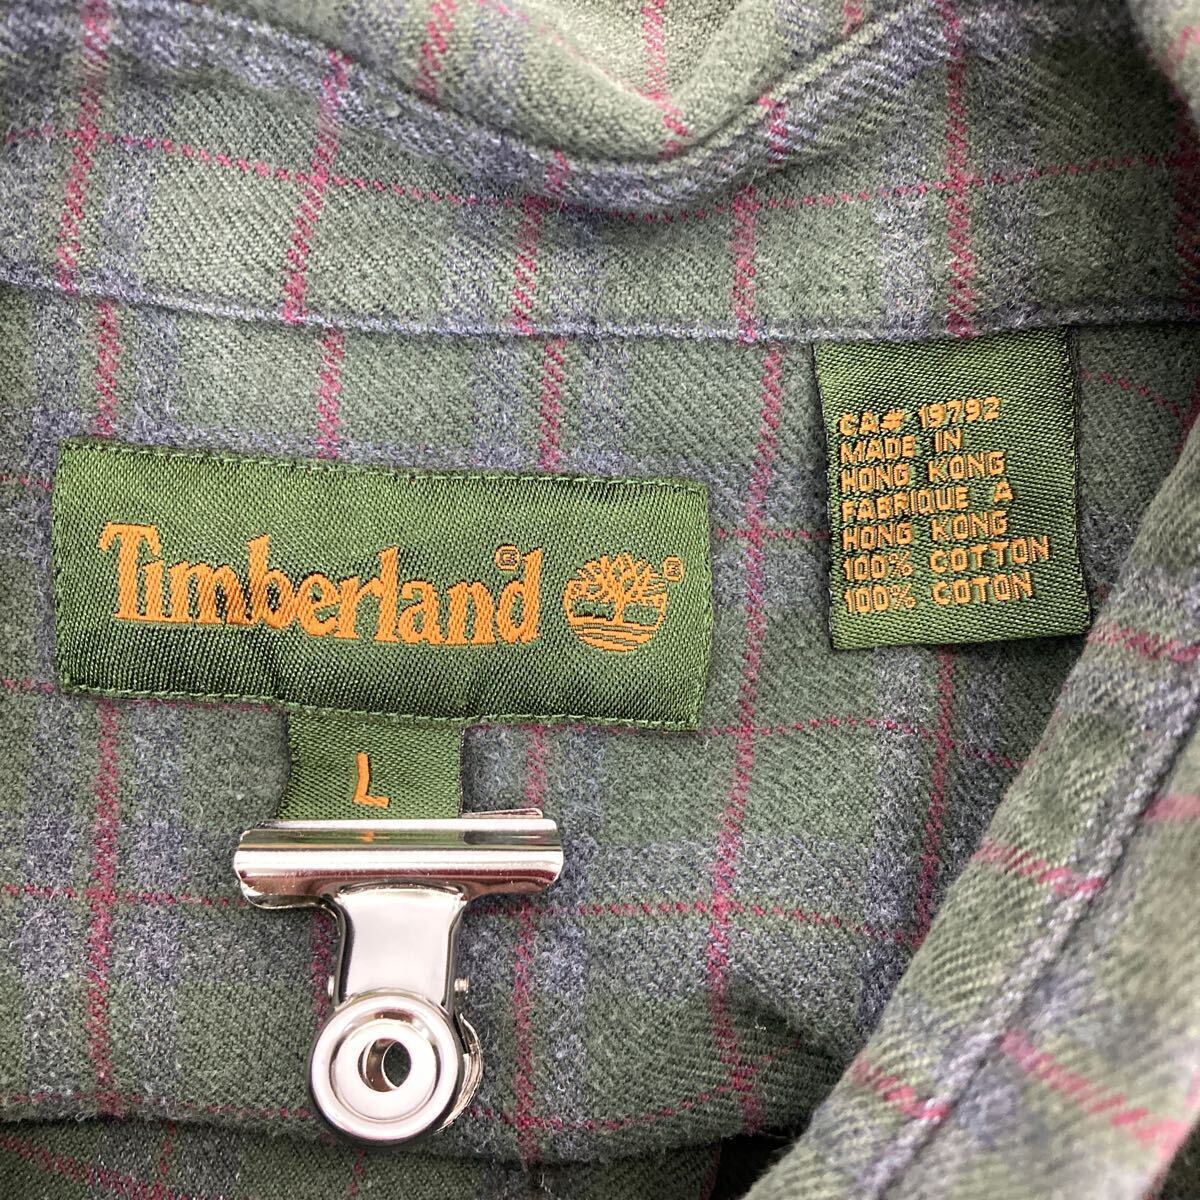 Timberland®
®
L
CA# 19792
MADE IN
HONG KONG
FABRIQUE A
HONG KONG
100% COTTON
100% COTON